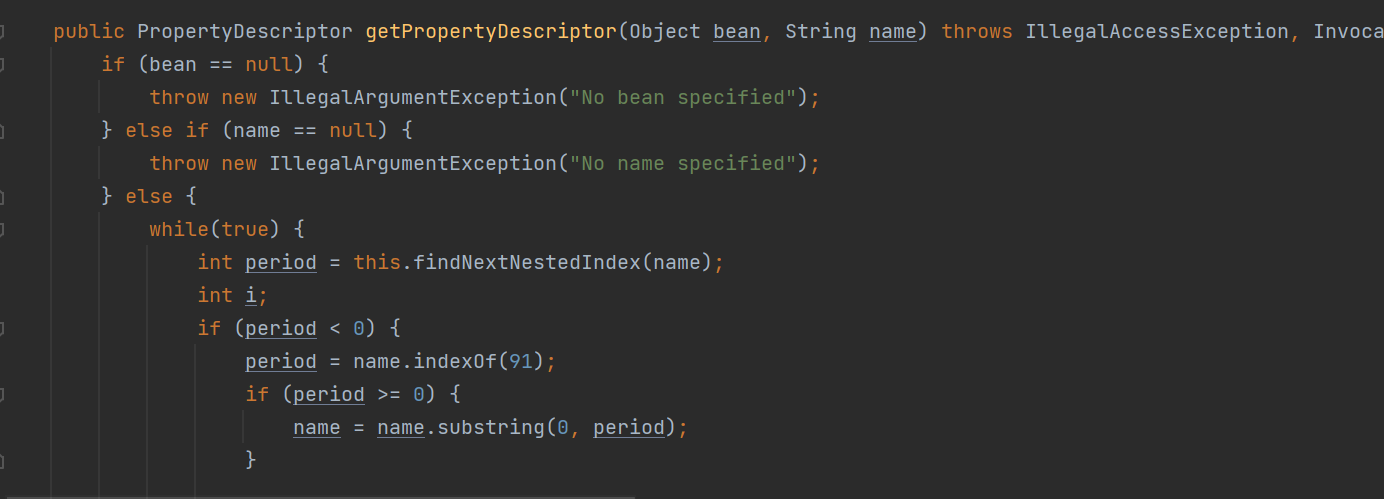 public PropertyDescriptor getPropertyDescriptor(Object bean, String name) throws IllegalAccessException, Invoca
if (bean == null) {
throw new IllegalArgumentException("No bean specified");
} else if (name == null) {
throw new IllegalArgumentException("No name specified");
} else {
while(true) {
int period = this.findNextNestedIndex(name);
int i;
if (period < 0) {
period = name.indexOf(91);
if (period >= 0) {
name = name.substring(0, period);
}